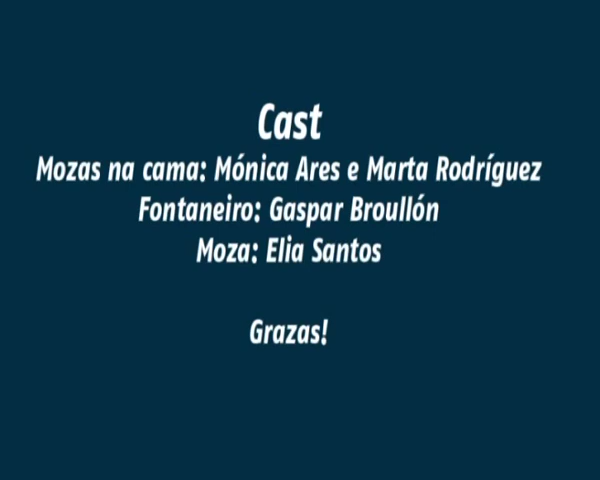 Cast
Mozas na cama: Mónica Ares e Marta Rodríguez
Fontaneiro: Gaspar Broullón
Moza: Elia Santos
Grazas!